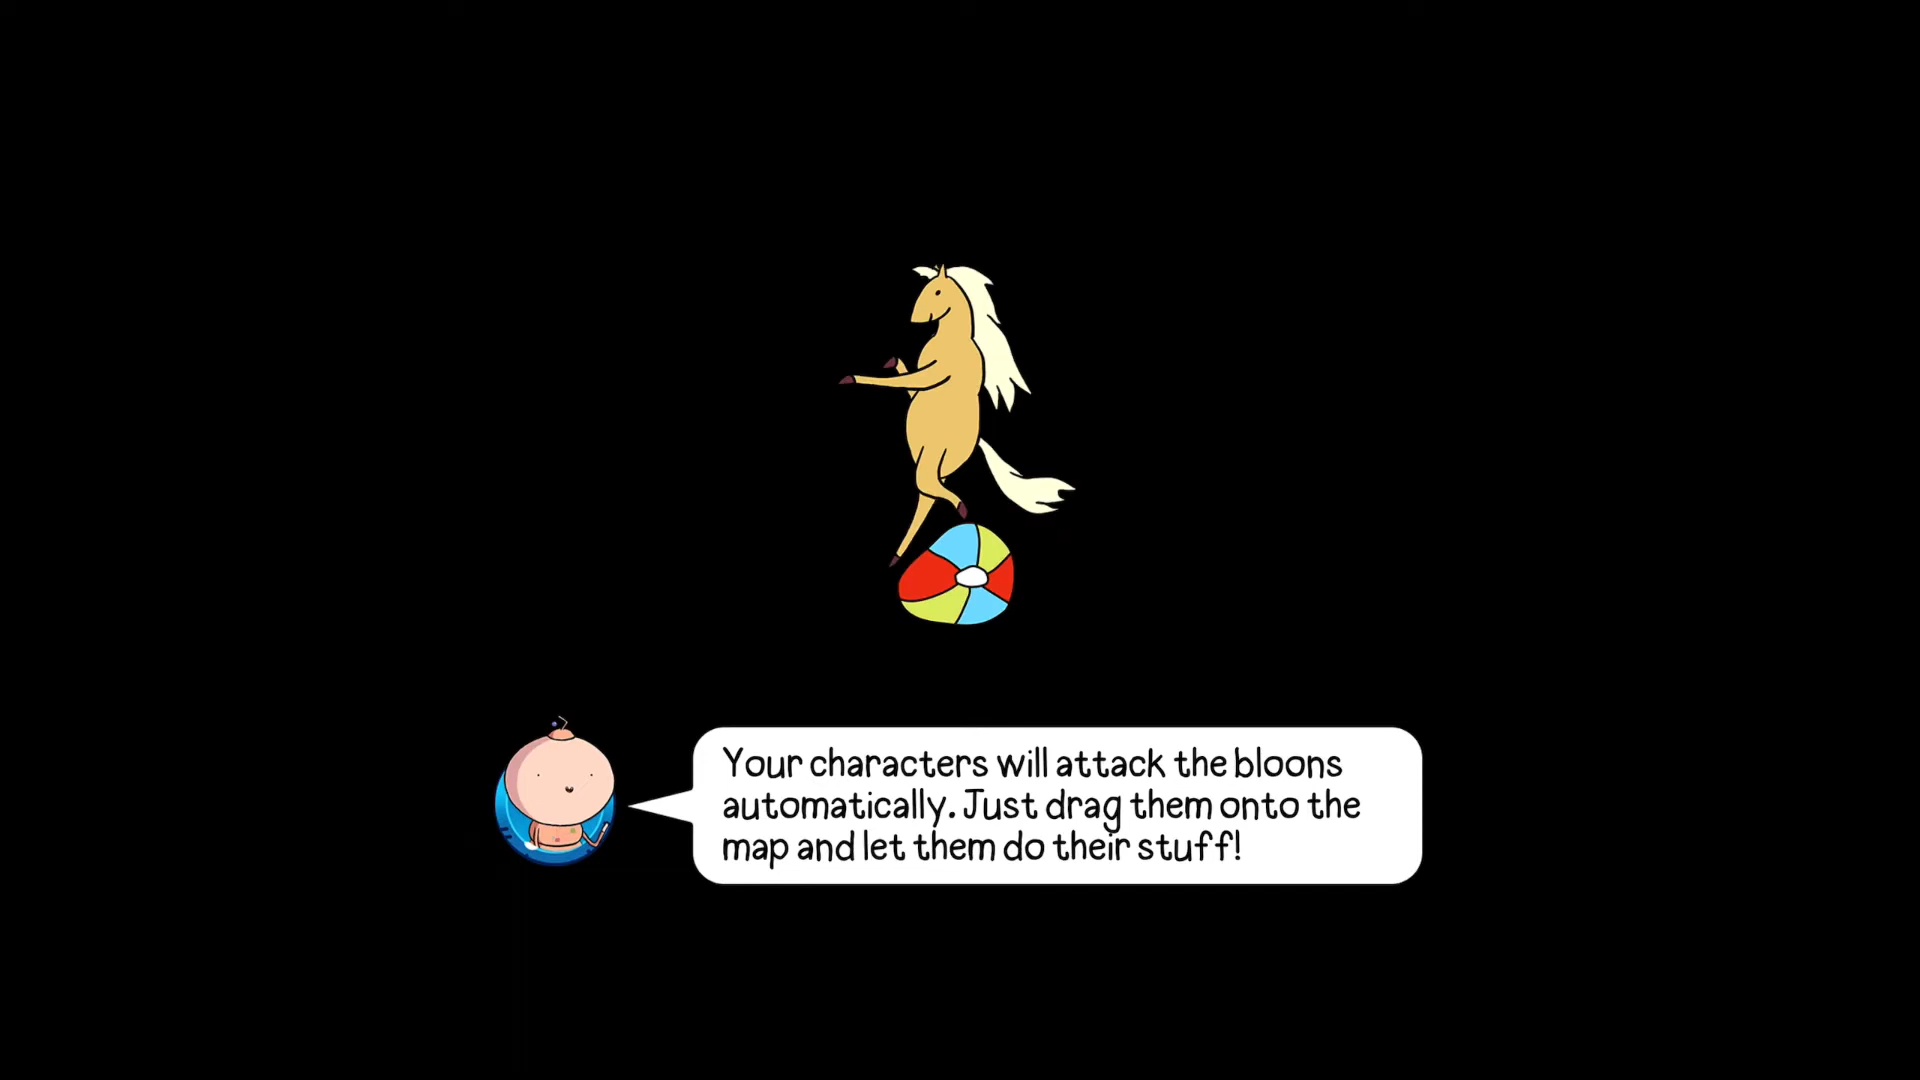 Your characters will attack the bloons
automatically. Just drag them onto the
map and let them do their stuff!